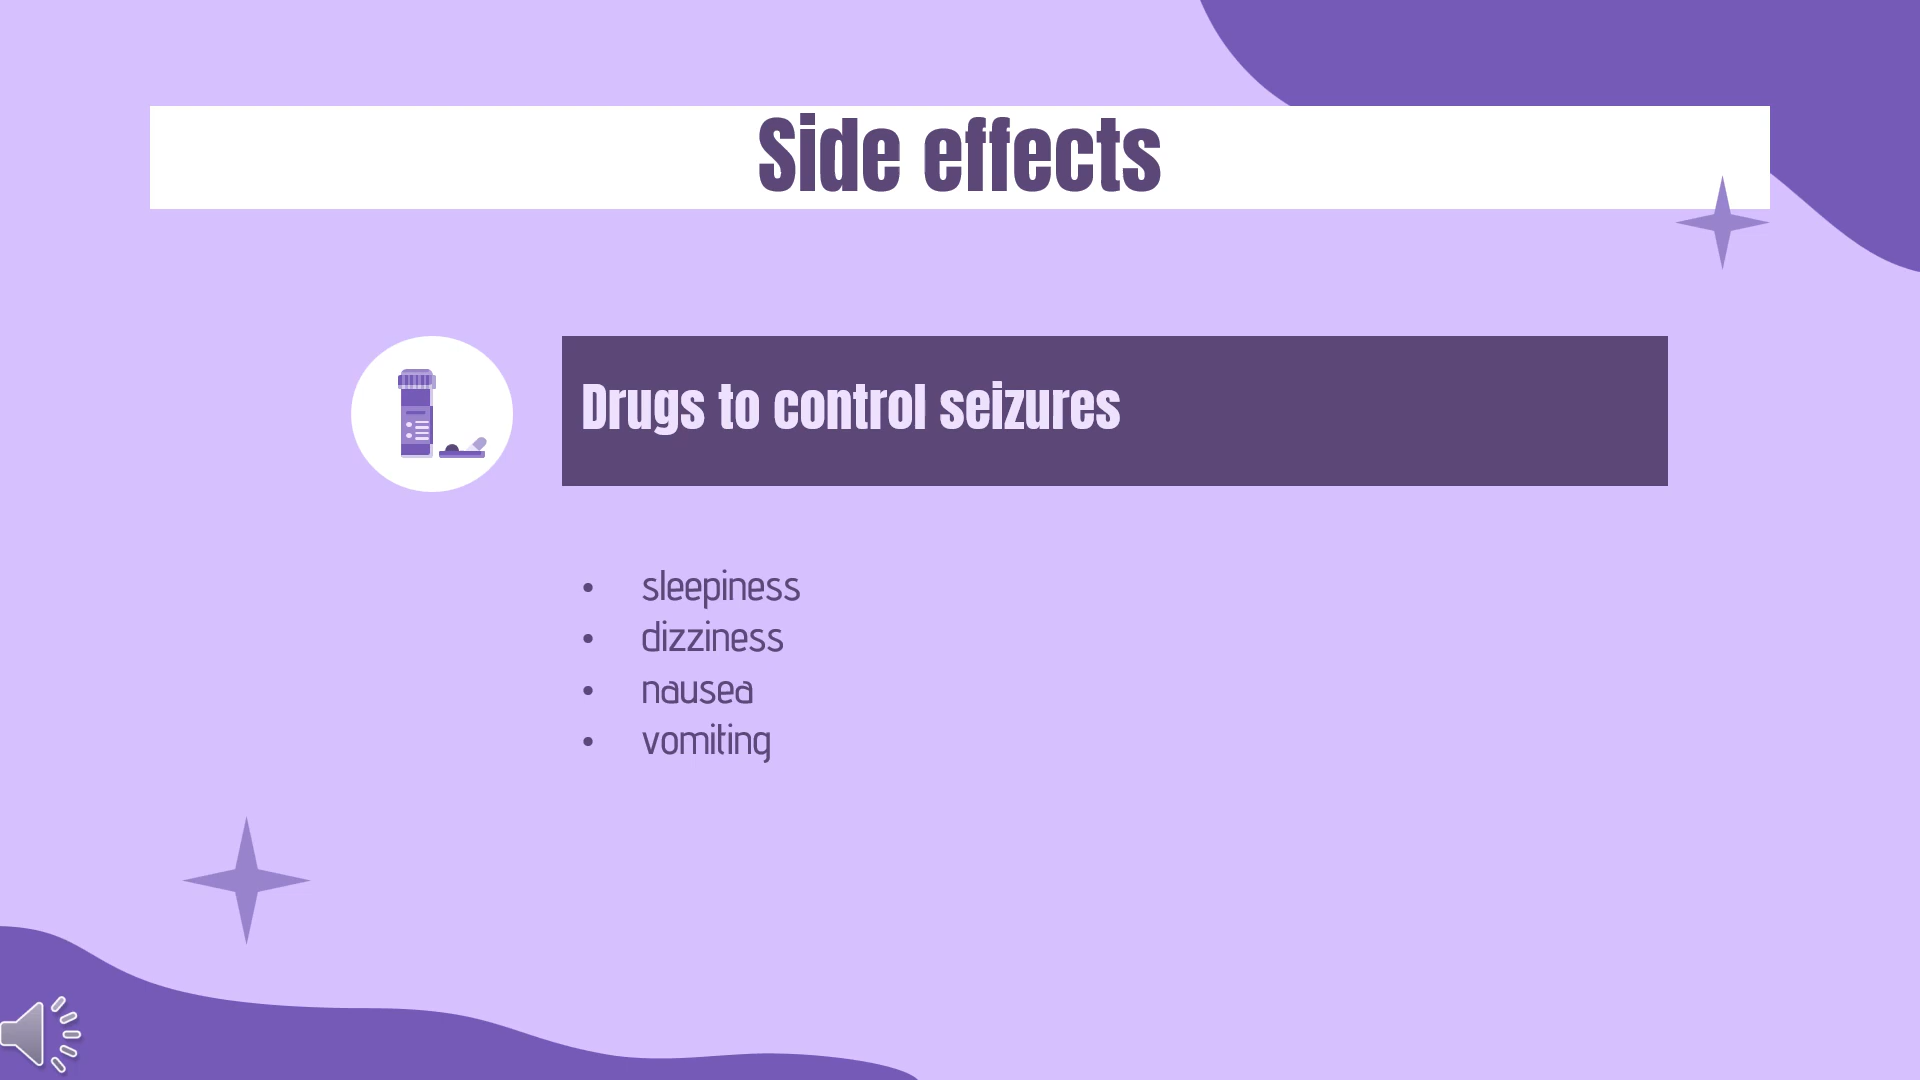 Side effects
Drugs to control seizures
• sleepiness
• dizziness
• nausea
• vomiting